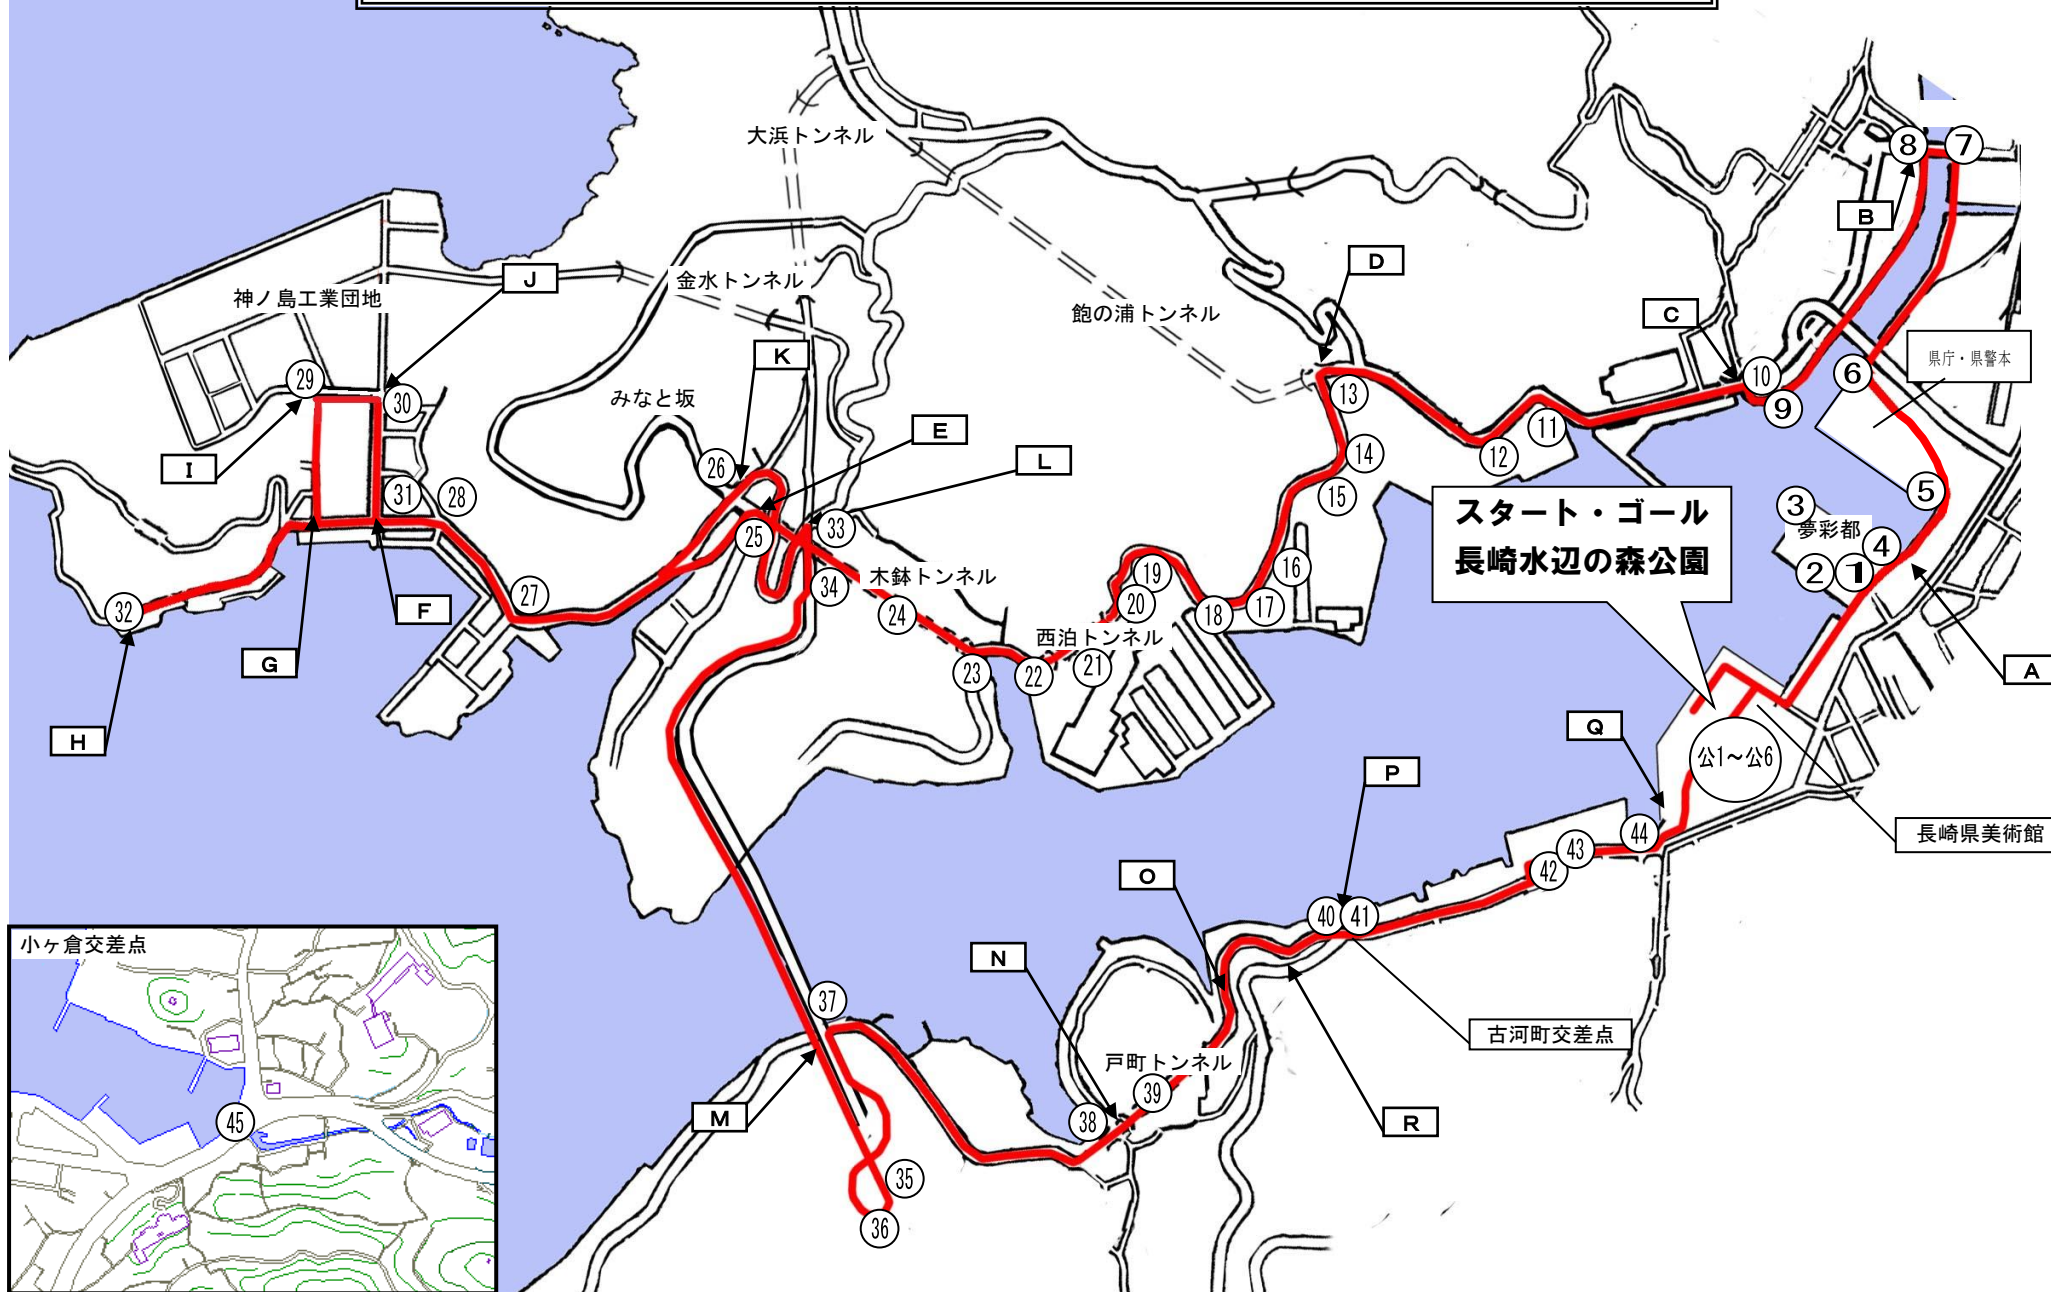 大浜トンネル
⑧
⑦
B
金水トンネル
J
D
神ノ島工業団地
飽の浦トンネル
C
K
県庁・県警本
㉙
⑩
⑥
みなと坂
㉚
⑬
⑨
E
⑪
I
㉖
L
⑭
⑫
㉛
㉘
⑮
⑤
③
スタート・ゴール
長崎水辺の森公園
夢彩都
㉕
㉝
④
②
①
木鉢トンネル
⑲
⑯
㉞
㉜
F
㉗
㉔
⑳
⑱
⑰
西泊トンネル
G
㉓
㉒
㉑
A
H
Q
公1~公6
P
㊹
長崎県美術館
O
㊸
㊷
㊵
㊶
小ヶ倉交差点
N
㊲
古河町交差点
戸町トンネル
㊴
M
㊳
R
㊺
㉟
㊱